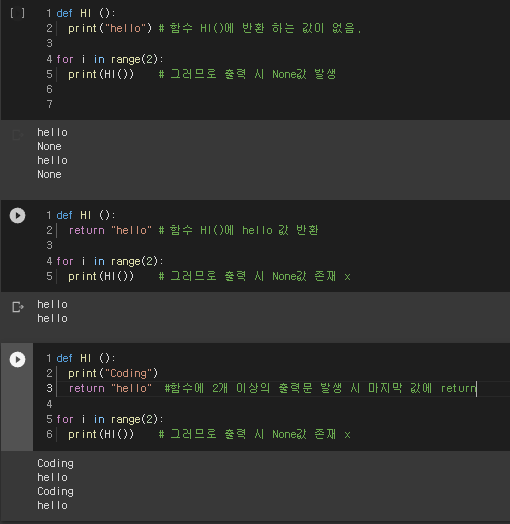 [ ] 1 def HI ():
2 print("hello") # 함수 HI()에 반환 하는 값이 없음.
3
4 for i in range(2):
5 print(HI()) # 그러므로 출력 시 None값 발생
6
7
hello
None
hello
None
1 def HI ():
2 return "hello" # 함수 HI()에 hello 값 반환
3
4 for i in range(2):
5 print(HI()) # 그러므로 출력 시 None값 존재 x
hello
hello
1 def HI ():
2 print("Coding")
3 return "hello" #함수에 2개 이상의 출력문 발생 시 마지막 값에 return
4
5 for i in range(2):
6 print(HI()) # 그러므로 출력 시 None값 존재 x
Coding
hello
Coding
hello